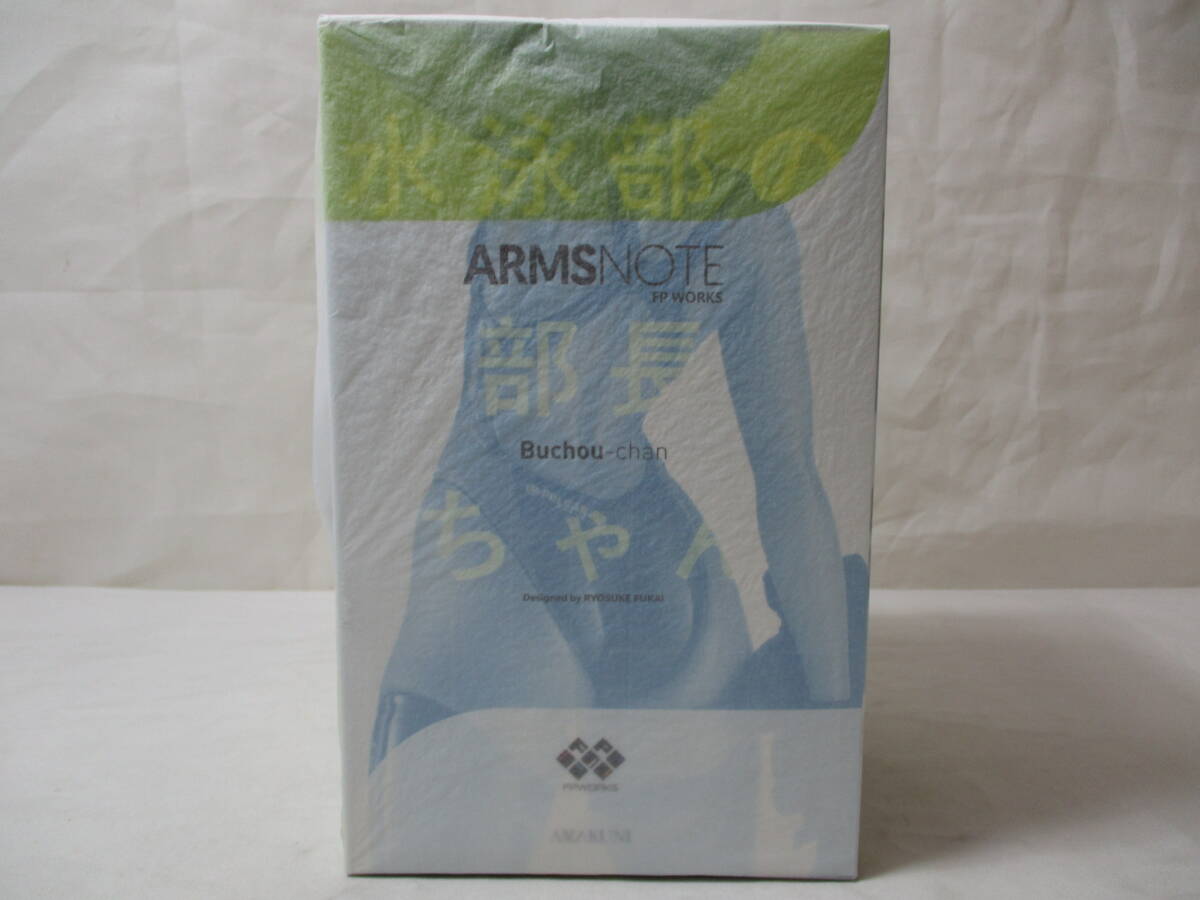 水泳部の
ARMSNOTE
FP WORKS
部長
Buchou-chan
ちゃん
Designed by RYOSUKE FUKAI
FPWORKS
AMAKUNI